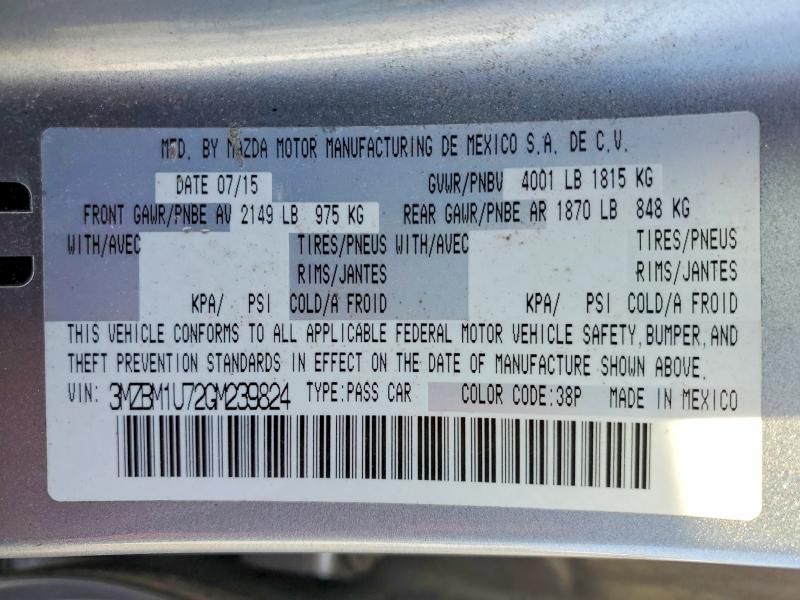 MFD. BY MAZDA MOTOR MANUFACTURING DE MEXICO S.A. DE C.V.
DATE 07/15 GVWR/PNBV 4001 LB 1815 KG
FRONT GAWR/PNBE AV 2149 LB 975 KG REAR GAWR/PNBE AR 1870 LB 848 KG
WITH/AVEC TIRES/PNEUS WITH/AVEC TIRES/PNEUS
RIMS/JANTES RIMS/JANTES
KPA/ PSI COLD/A FROID KPA/ PSI COLD/A FROID
THIS VEHICLE CONFORMS TO ALL APPLICABLE FEDERAL MOTOR VEHICLE SAFETY, BUMPER, AND
THEFT PREVENTION STANDARDS IN EFFECT ON THE DATE OF MANUFACTURE SHOWN ABOVE.
VIN: 3MZBM1U72GM239824 TYPE:PASS CAR COLOR CODE:38P MADE IN MEXICO